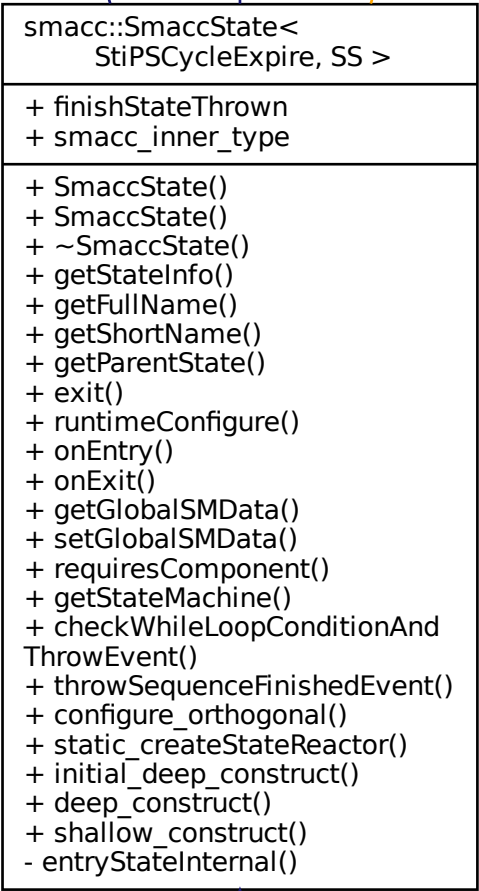 smacc::SmaccState<
StiPSCycleExpire, SS >
+ finishStateThrown
+ smacc_inner_type
+ SmaccState()
+ SmaccState()
+ ~SmaccState()
+ getStateInfo()
+ getFullName()
+ getShortName()
+ getParentState()
+ exit()
+ runtimeConfigure()
+ onEntry()
+ onExit()
+ getGlobalSMData()
+ setGlobalSMData()
+ requiresComponent()
+ getStateMachine()
+ checkWhileLoopConditionAnd
ThrowEvent()
+ throwSequenceFinishedEvent()
+ configure_orthogonal()
+ static_createStateReactor()
+ initial_deep_construct()
+ deep_construct()
+ shallow_construct()
- entryStateInternal()